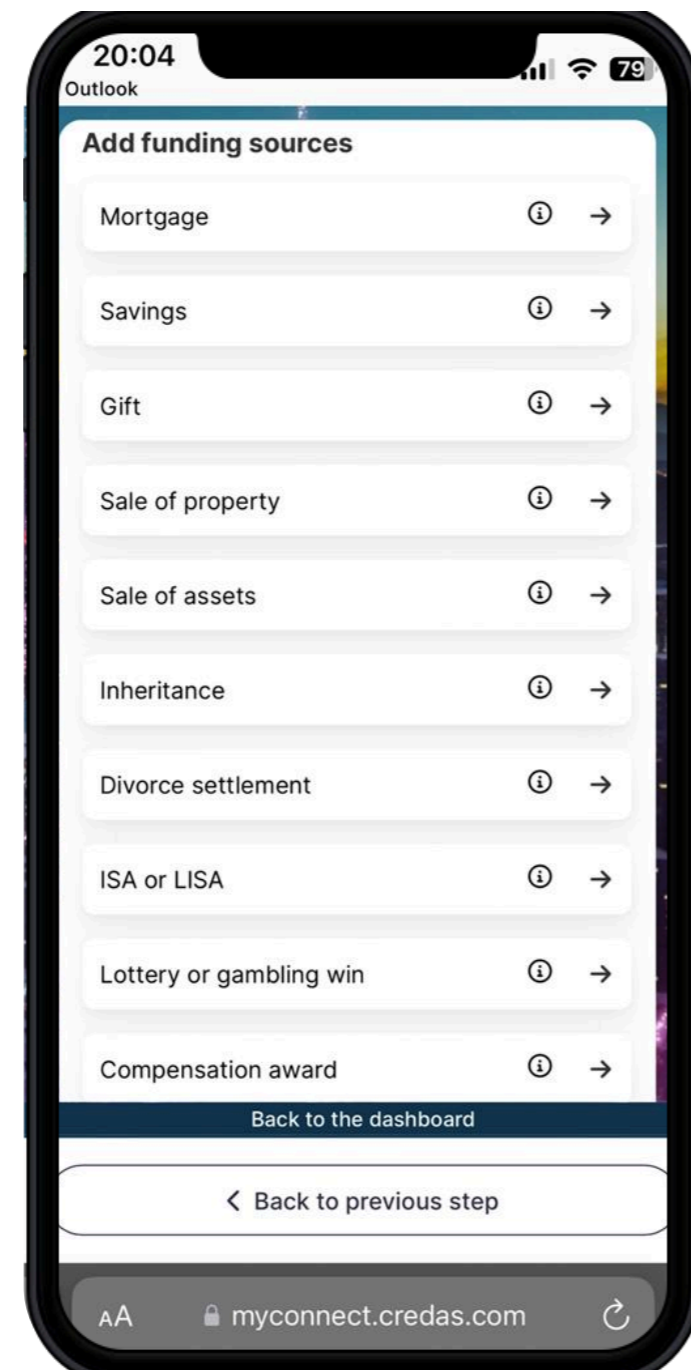 20:04
79
Outlook
Add funding sources
Mortgage
Savings
Gift
Sale of property
Sale of assets
Inheritance
Divorce settlement
ISA or LISA
Lottery or gambling win
Compensation award
Back to the dashboard
Back to previous step
AA myconnect.credas.com